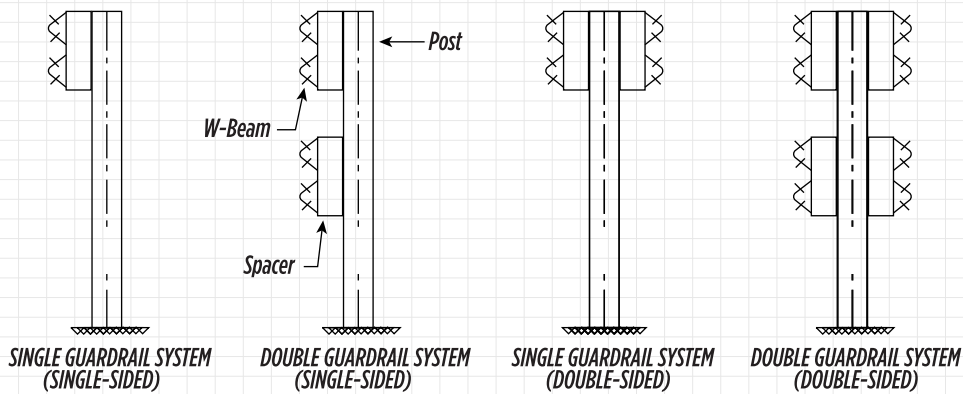 Post
W-Beam
Spacer
SINGLE GUARDRAIL SYSTEM
(SINGLE-SIDED)
DOUBLE GUARDRAIL SYSTEM
(SINGLE-SIDED)
SINGLE GUARDRAIL SYSTEM
(DOUBLE-SIDED)
DOUBLE GUARDRAIL SYSTEM
(DOUBLE-SIDED)